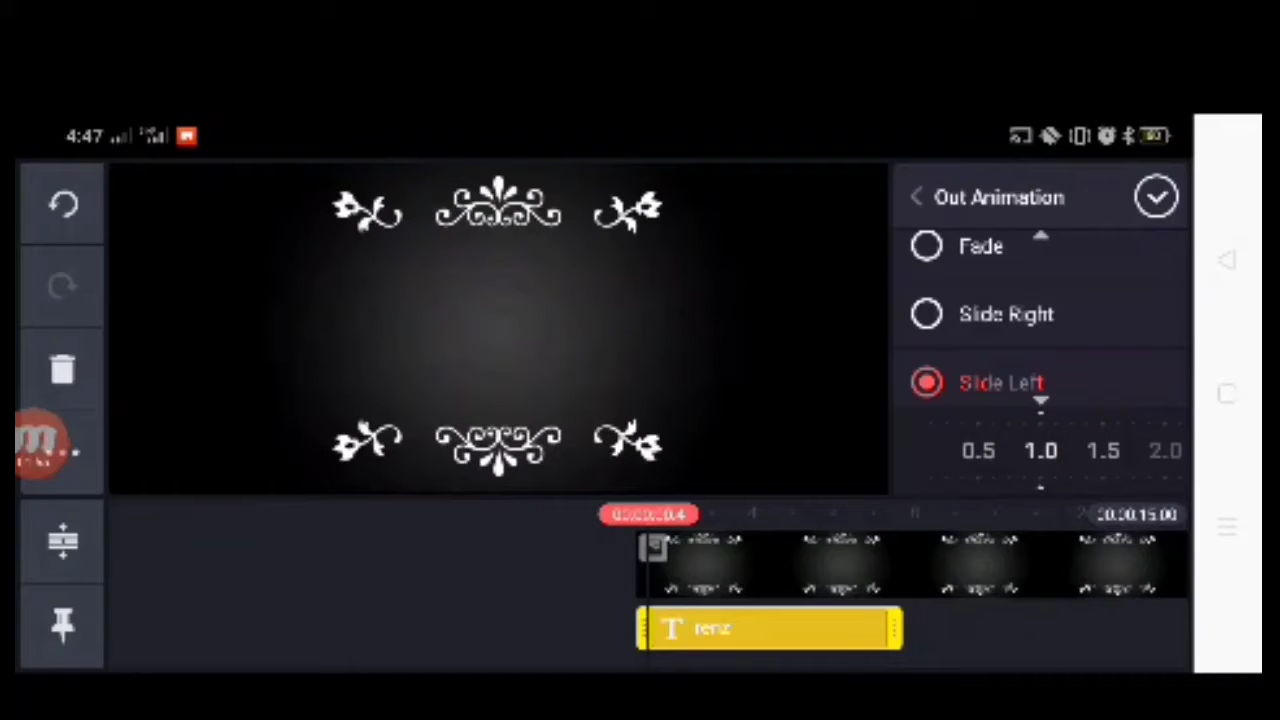 4:47
Out Animation
Fade
Slide Right
Slide Left
0.5 1.0 1.5 2.0
00:00:15.00
T renz